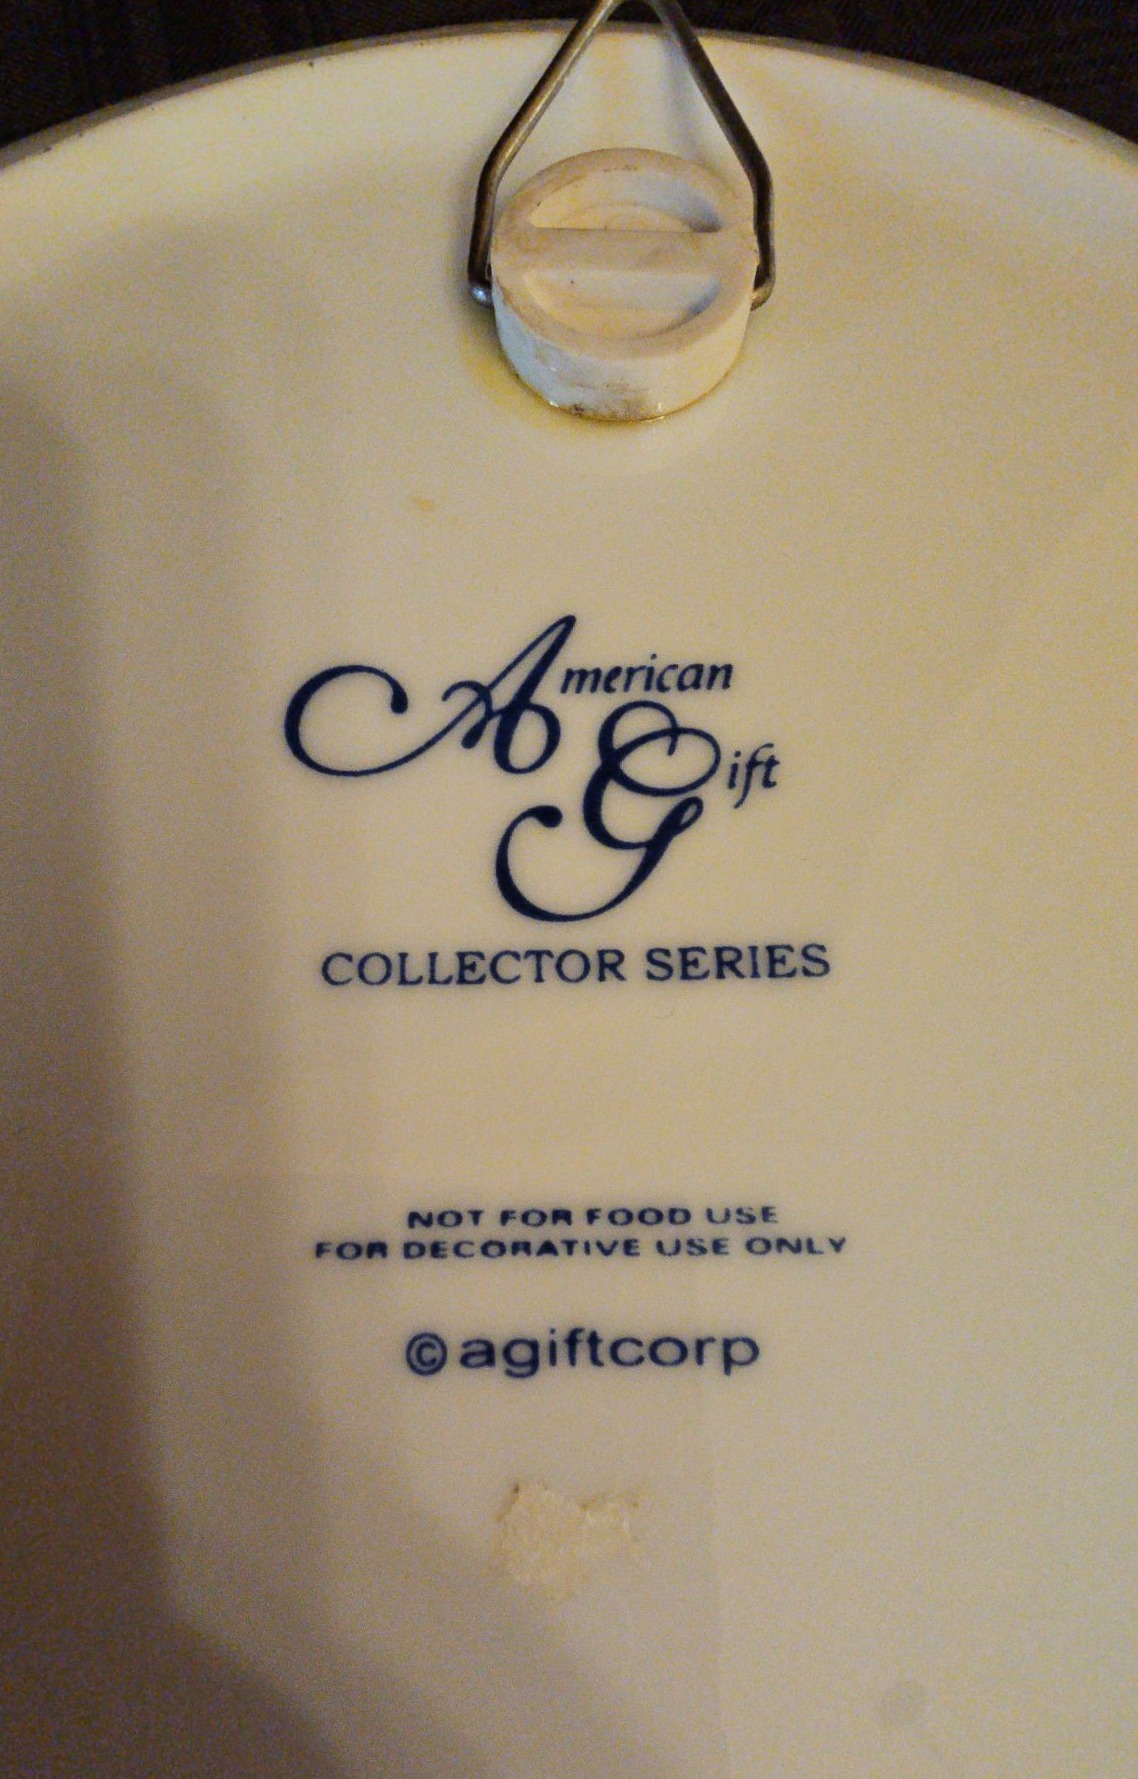 American
Gift
COLLECTOR SERIES
NOT FOR FOOD USE
FOR DECORATIVE USE ONLY
©agiftcorp